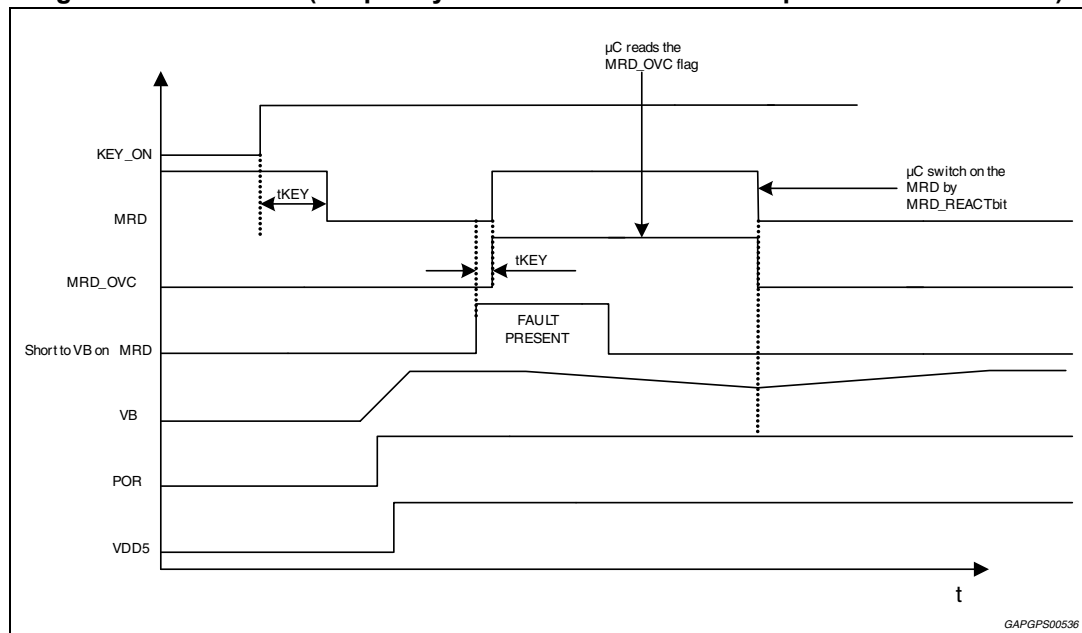 µC reads the
MRD_OVC flag
KEY_ON
tKEY
µC switch on the
MRD by
MRD_REACTbit
MRD
tKEY
MRD_OVC
FAULT
PRESENT
Short to VB on MRD
VB
POR
VDD5
t
GAPGPS00536